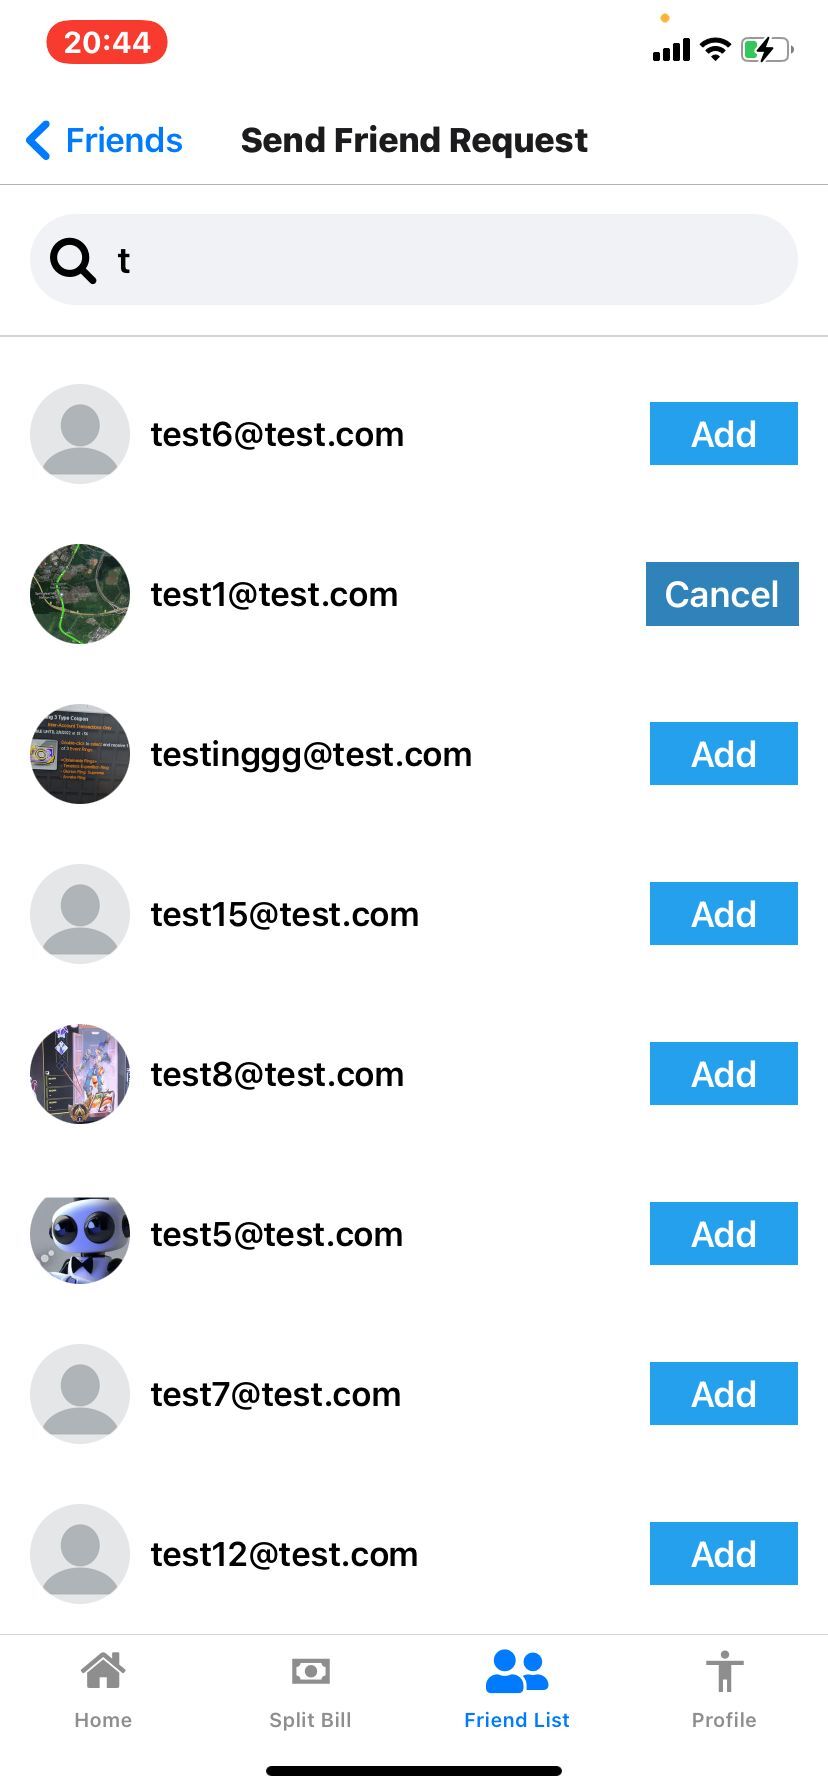 20:44
Friends
Send Friend Request
t
test6@test.com
Add
test1@test.com
Cancel
testinggg@test.com
Add
test15@test.com
Add
test8@test.com
Add
test5@test.com
Add
test7@test.com
Add
test12@test.com
Add
Home
Split Bill
Friend List
Profile